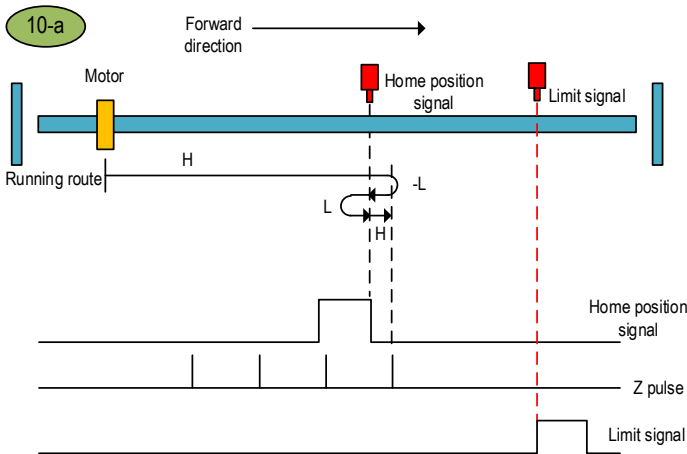 10-a
Forward
direction
Motor
Home position
signal
Limit signal
H
Running route
-L
L
H
Home position
signal
Z pulse
Limit signal